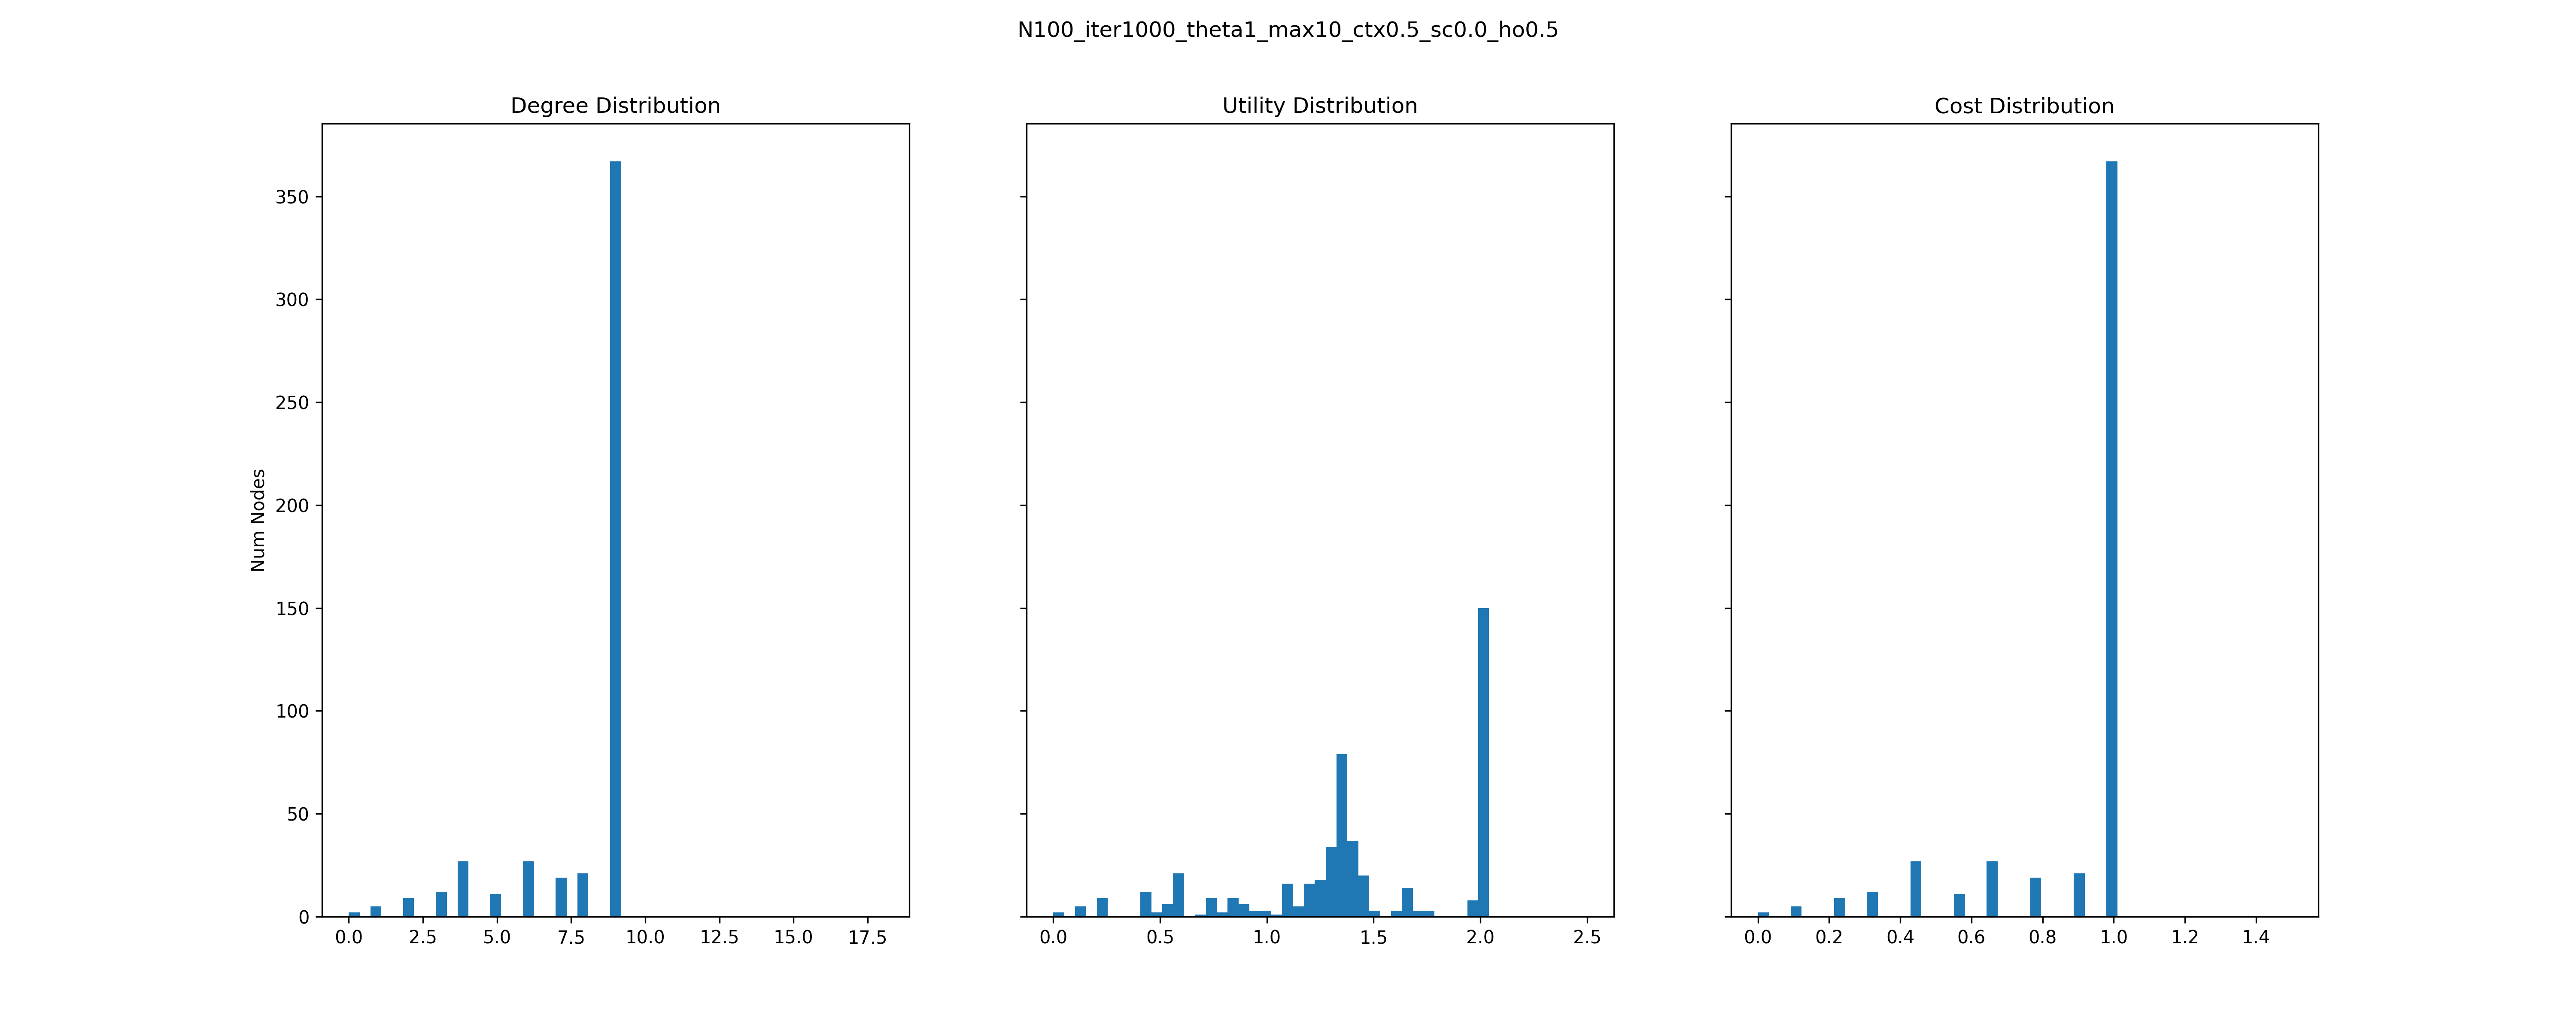 N100_iter1000_theta1_max10_ctx0.5_sc0.0_ho0.5
Degree Distribution
Utility Distribution
Cost Distribution
Num Nodes
350
300
250
200
150
100
50
0
0.0 2.5 5.0 7.5 10.0 12.5 15.0 17.5
0.0 0.5 1.0 1.5 2.0 2.5
0.0 0.2 0.4 0.6 0.8 1.0 1.2 1.4